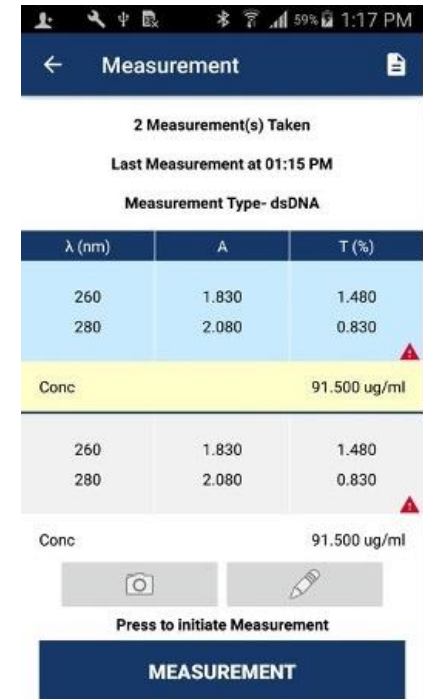 59% 1:17 PM
Measurement
2 Measurement(s) Taken
Last Measurement at 01:15 PM
Measurement Type- dsDNA
λ (nm) A T (%)
260 1.830 1.480
280 2.080 0.830
Conc 91.500 ug/ml
260 1.830 1.480
280 2.080 0.830
Conc 91.500 ug/ml
Press to initiate Measurement
MEASUREMENT